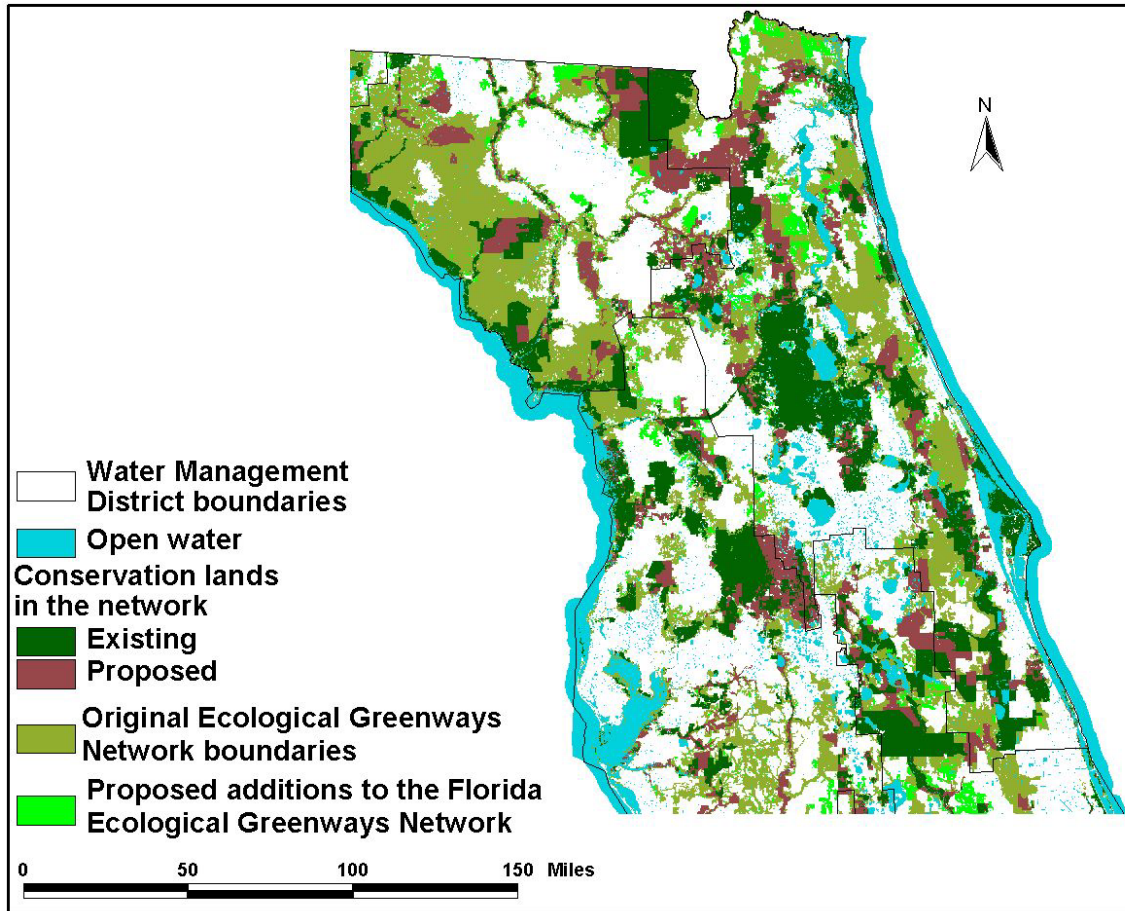 N
Water Management
District boundaries
Open water
Conservation lands
in the network
Existing
Proposed
Original Ecological Greenways
Network boundaries
Proposed additions to the Florida
Ecological Greenways Network
0 50 100 150 Miles